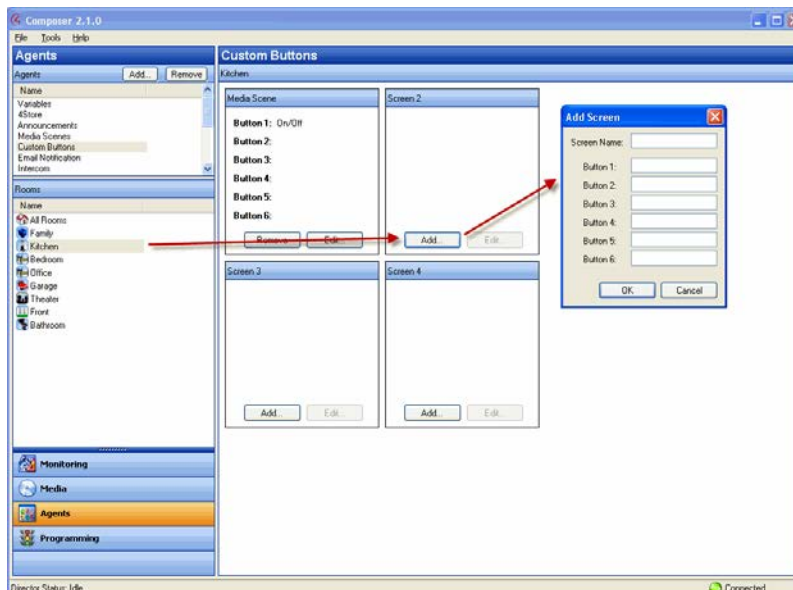 Composer 2.1.0
File Tools Help
Agents
Agents Add... Remove
Name
Variables
4Store
Announcements
Media Scenes
Custom Buttons
Email Notification
Intercom
Rooms
Name
All Rooms
Family
Kitchen
Bedroom
Office
Garage
Theater
Front
Bathroom
Monitoring
Media
Agents
Programming
Director Status: Idle
Custom Buttons
Kitchen
Media Scene
Button 1: On/Off
Button 2:
Button 3:
Button 4:
Button 5:
Button 6:
Remove Edit...
Screen 2
Add... Edit...
Screen 3
Add... Edit...
Screen 4
Add... Edit...
Add Screen
Screen Name:
Button 1:
Button 2:
Button 3:
Button 4:
Button 5:
Button 6:
OK Cancel
Connected